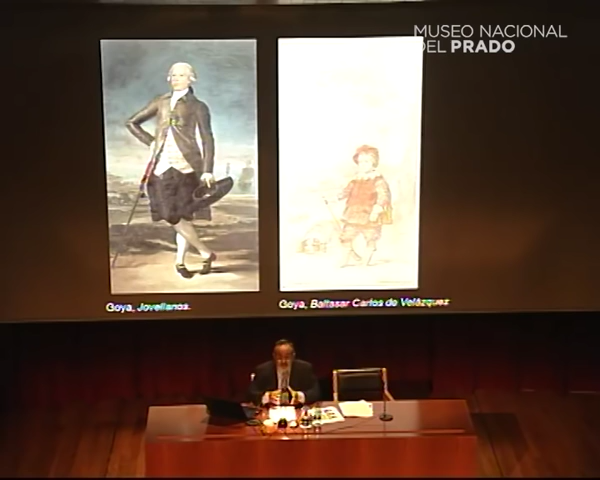 MUSEO NACIONAL
DEL PRADO
Goya, Jovellanos.
Goya, Baltasar Carlos de Velázquez